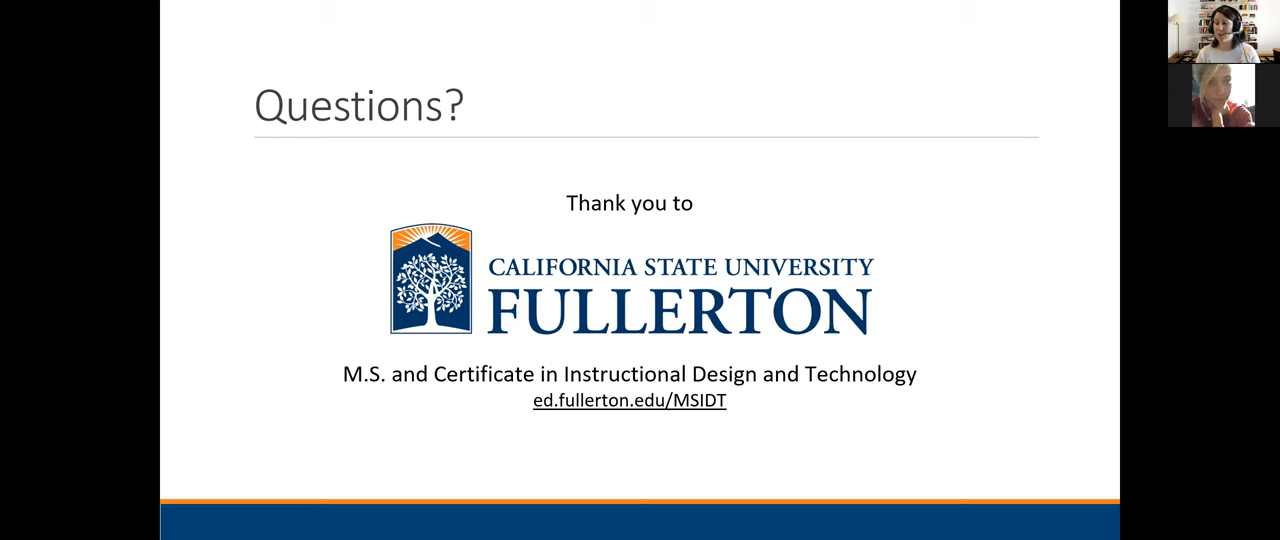 Questions?
Thank you to
CALIFORNIA STATE UNIVERSITY
FULLERTON
M.S. and Certificate in Instructional Design and Technology
ed.fullerton.edu/MSIDT